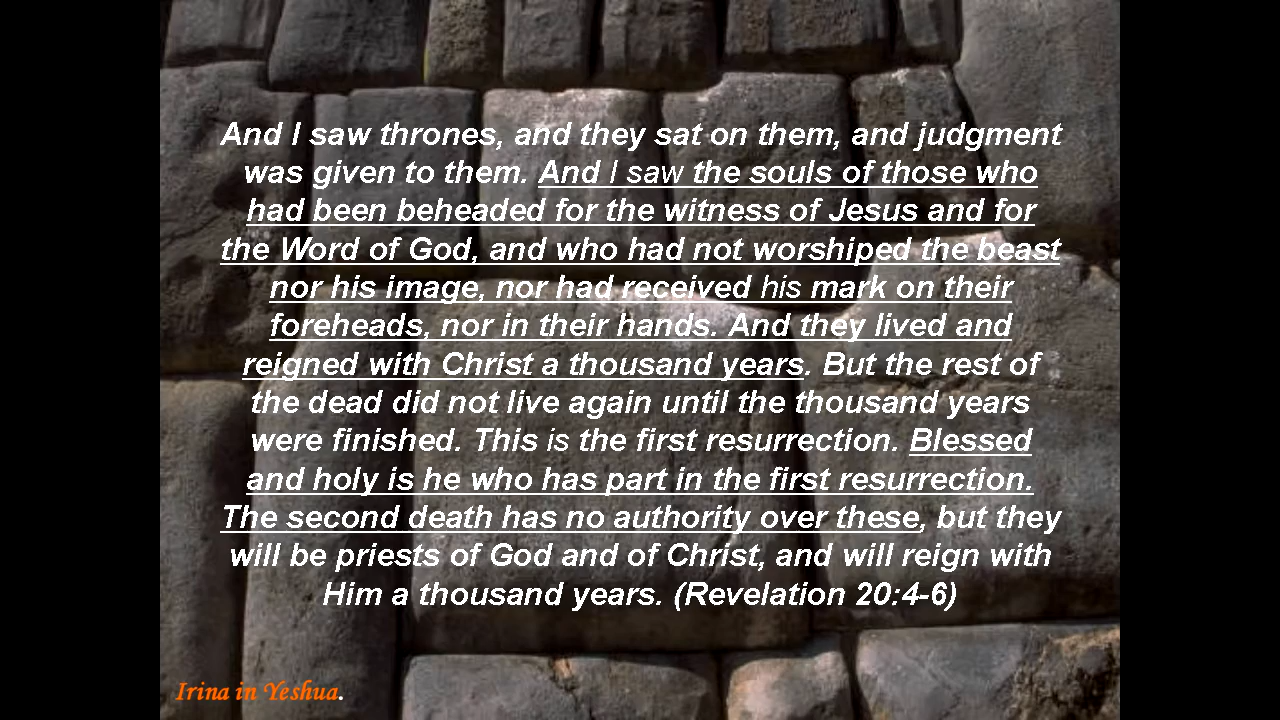 And I saw thrones, and they sat on them, and judgment
was given to them. And I saw the souls of those who
had been beheaded for the witness of Jesus and for
the Word of God, and who had not worshiped the beast
nor his image, nor had received his mark on their
foreheads, nor in their hands. And they lived and
reigned with Christ a thousand years. But the rest of
the dead did not live again until the thousand years
were finished. This is the first resurrection. Blessed
and holy is he who has part in the first resurrection.
The second death has no authority over these, but they
will be priests of God and of Christ, and will reign with
Him a thousand years. (Revelation 20:4-6)
Irina in Yeshua.